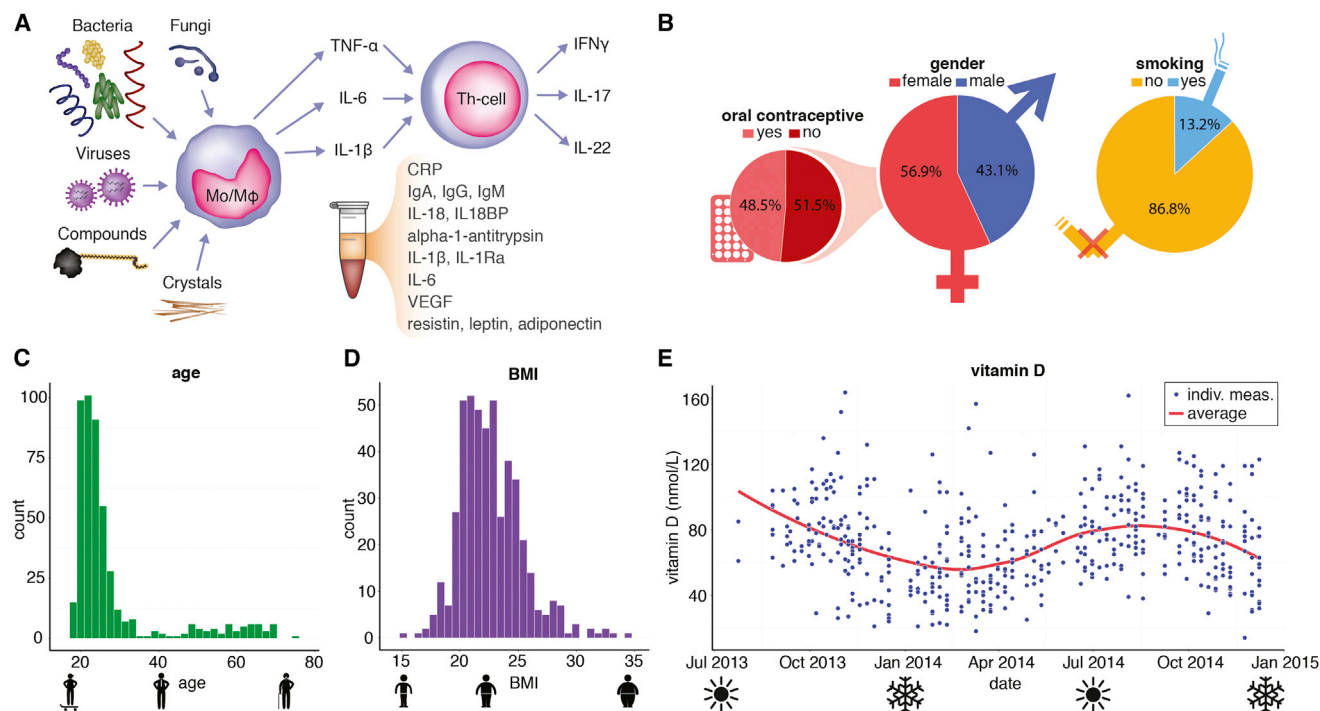 A
Bacteria
Fungi
Viruses
Compounds
Crystals
Mo/Mϕ
TNF-α
IL-6
IL-1β
Th-cell
IFNγ
IL-17
IL-22
CRP
IgA, IgG, IgM
IL-18, IL18BP
alpha-1-antitrypsin
IL-1β, IL-1Ra
IL-6
VEGF
resistin, leptin, adiponectin
B
oral contraceptive
yes no
48.5% 51.5%
gender
female male
56.9% 43.1%
smoking
no yes
13.2%
86.8%
C
age
count
100
75
50
25
0
20 40 60 80
age
D
BMI
count
50
40
30
20
10
0
15 20 25 30 35
BMI
E
vitamin D
indiv. meas.
average
vitamin D (nmol/L)
160
120
80
40
Jul 2013 Oct 2013 Jan 2014 Apr 2014 Jul 2014 Oct 2014 Jan 2015
date